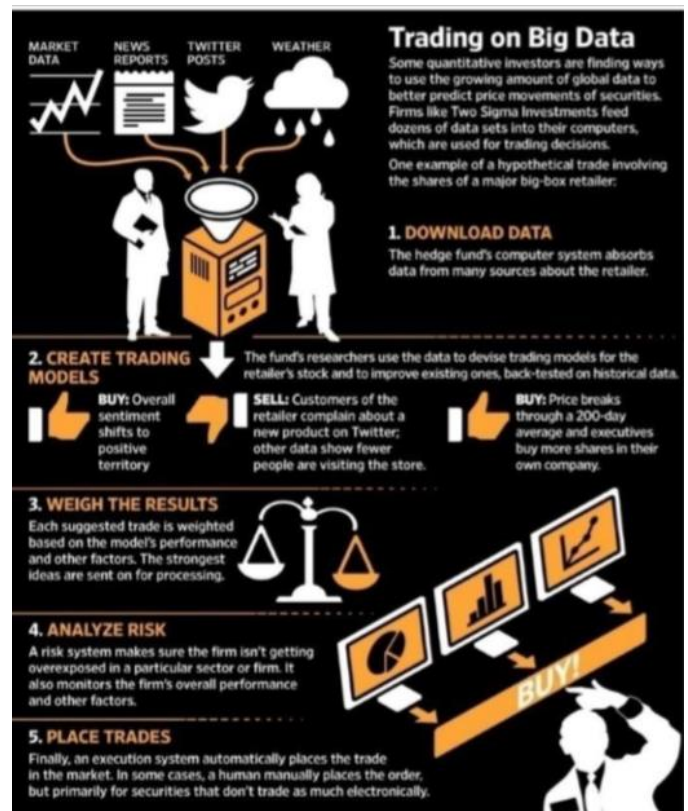 MARKET DATA
NEWS REPORTS
TWITTER POSTS
WEATHER
Trading on Big Data
Some quantitative investors are finding ways
to use the growing amount of global data to
better predict price movements of securities.
Firms like Two Sigma Investments feed
dozens of data sets into their computers,
which are used for trading decisions.
One example of a hypothetical trade involving
the shares of a major big-box retailer:
1. DOWNLOAD DATA
The hedge fund's computer system absorbs
data from many sources about the retailer.
2. CREATE TRADING
MODELS
The fund's researchers use the data to devise trading models for the
retailer's stock and to improve existing ones, back-tested on historical data.
BUY: Overall
sentiment
shifts to
positive
territory
SELL: Customers of the
retailer complain about a
new product on Twitter;
other data show fewer
people are visiting the store.
BUY: Price breaks
through a 200-day
average and executives
buy more shares in their
own company.
3. WEIGH THE RESULTS
Each suggested trade is weighted
based on the model's performance
and other factors. The strongest
ideas are sent on for processing.
4. ANALYZE RISK
A risk system makes sure the firm isn't getting
overexposed in a particular sector or firm. It
also monitors the firm's overall performance
and other factors.
BUY!
5. PLACE TRADES
Finally, an execution system automatically places the trade
in the market. In some cases, a human manually places the order,
but primarily for securities that don't trade as much electronically.